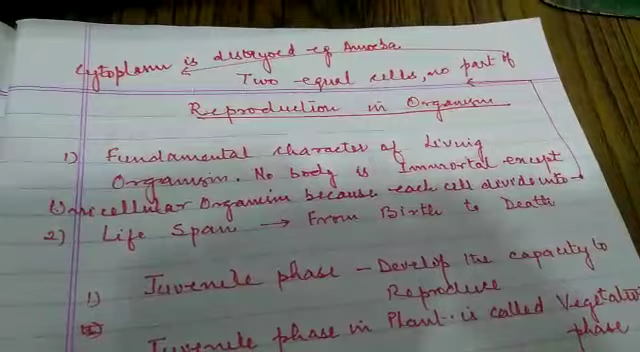 Cytoplasm is destroyed eg Amoeba
Two equal cells, no part of
Reproduction in Organism
1) Fundamental character of Living
Organism. No body is Immortal except
Unicellular Organism because each cell divide into
2) Life Span → From Birth to Death
1) Juvenile phase - Develop the capacity to
Reproduce
Juvenile phase in Plant is called Vegetative
phase